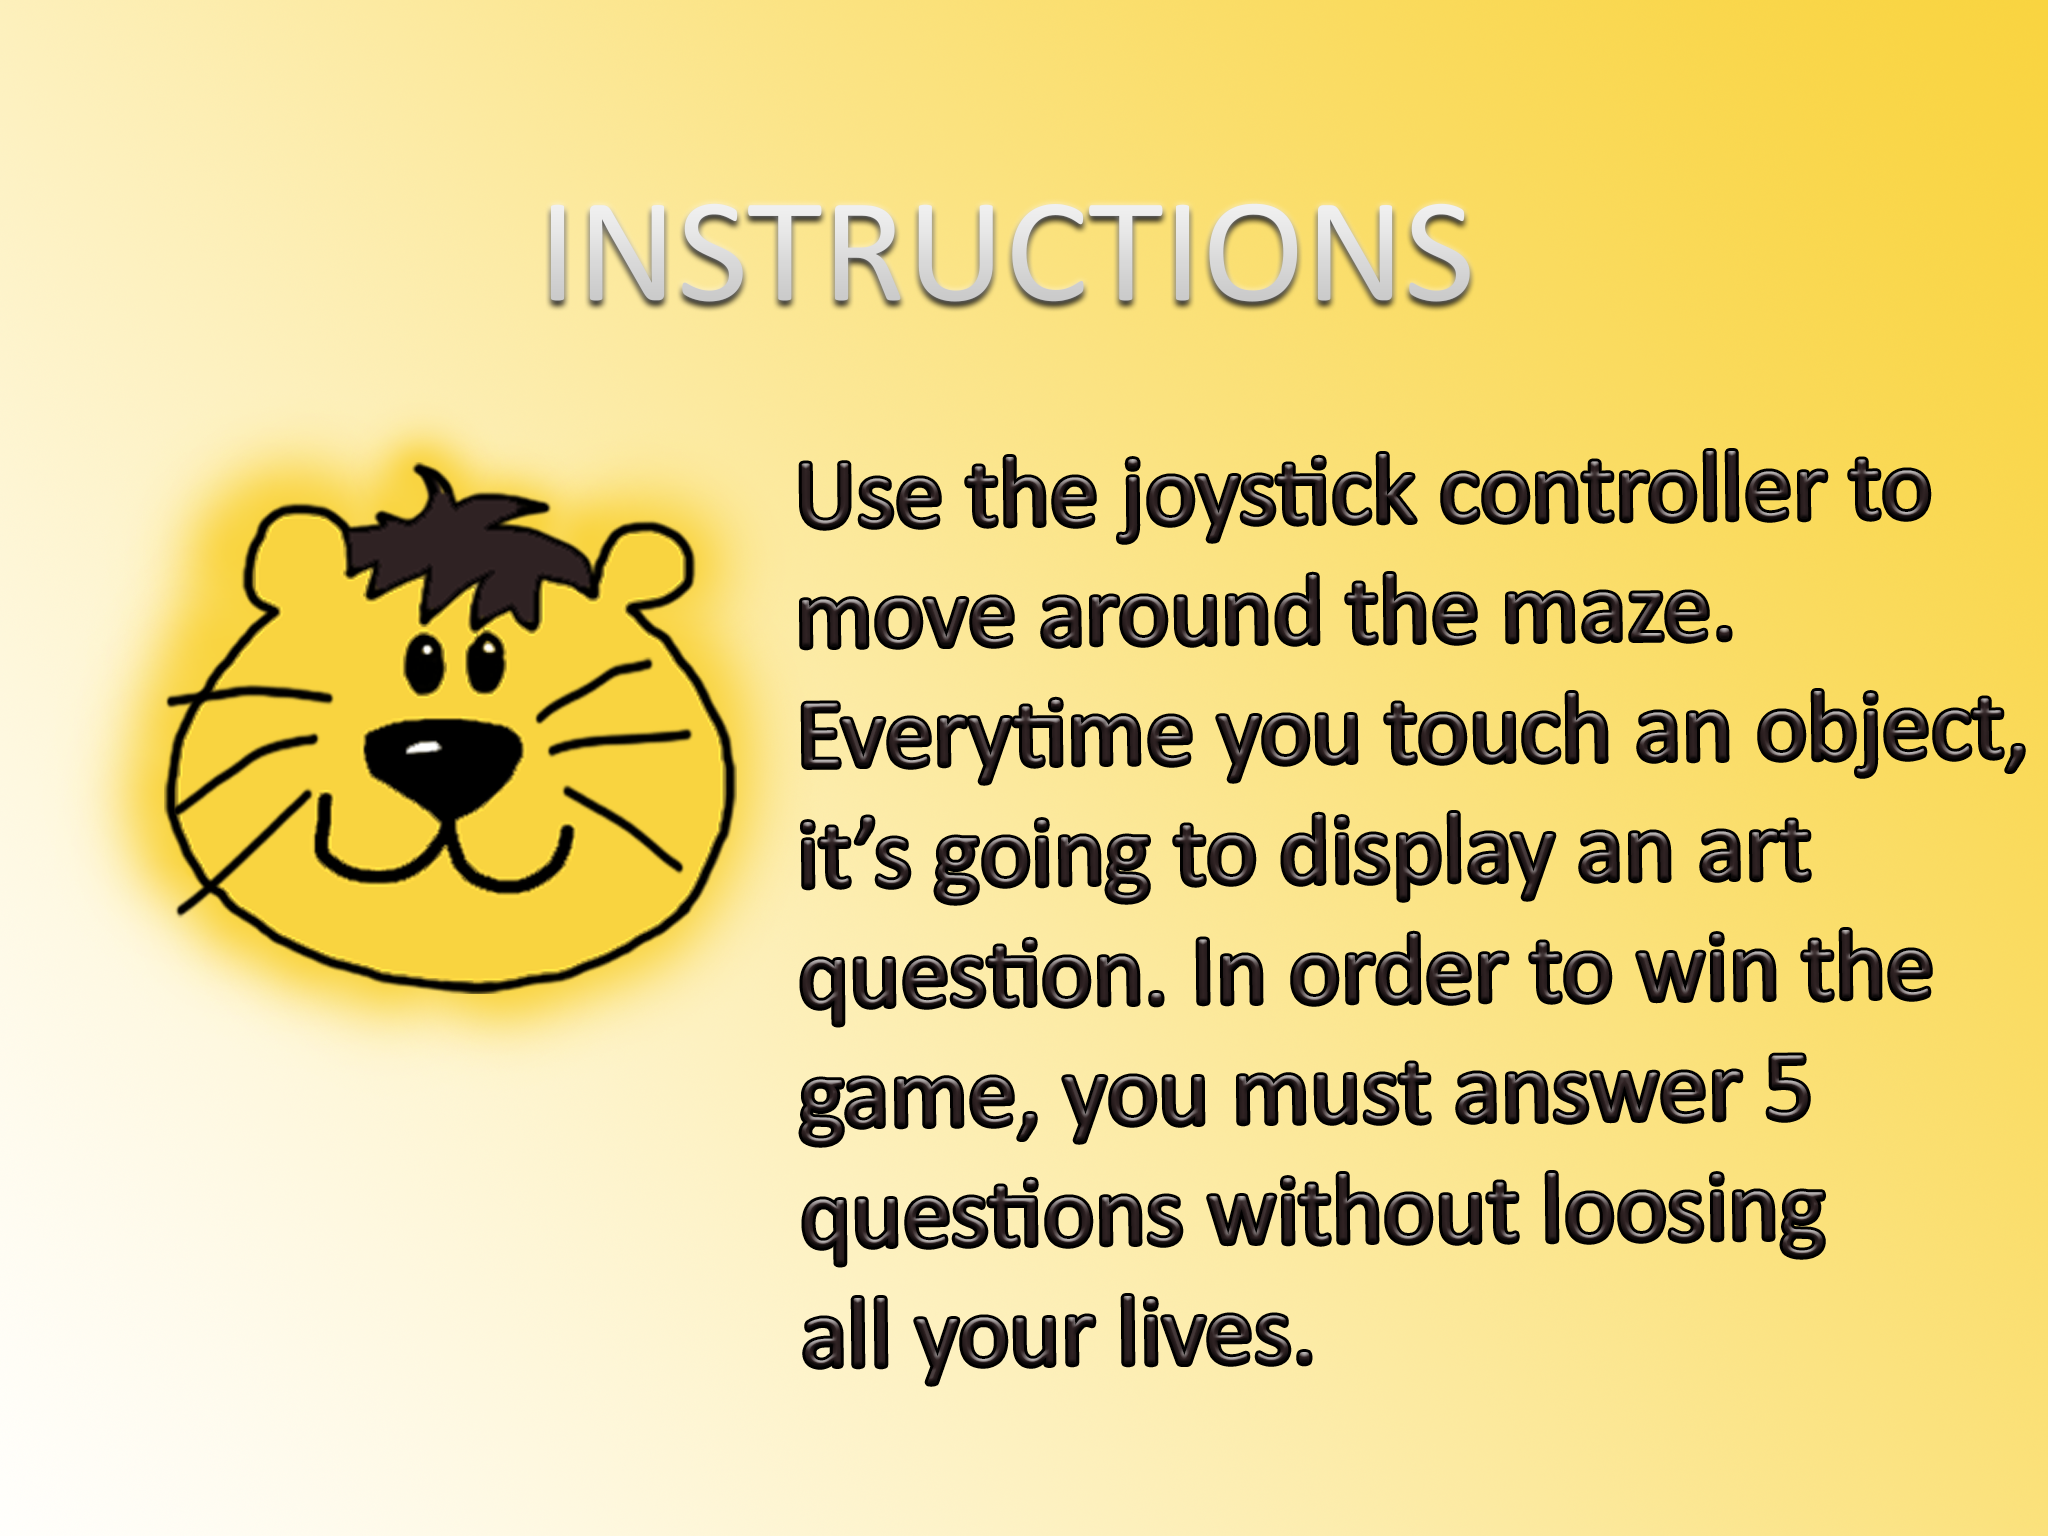 INSTRUCTIONS
Use the joystick controller to
move around the maze.
Everytime you touch an object,
it’s going to display an art
question. In order to win the
game, you must answer 5
questions without loosing
all your lives.